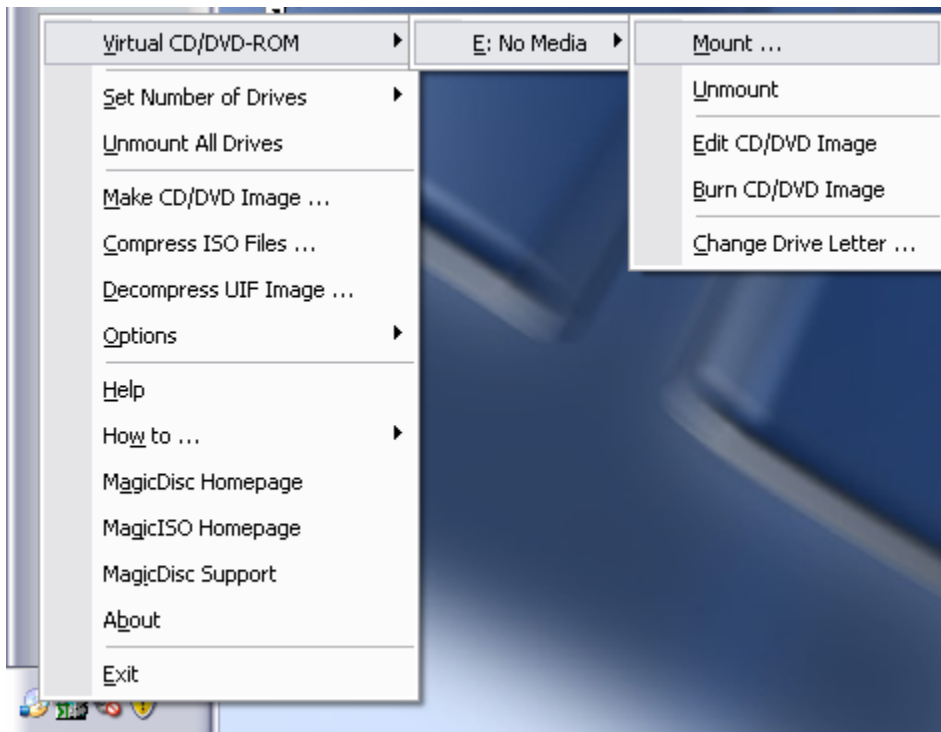 Virtual CD/DVD-ROM
Set Number of Drives
Unmount All Drives
Make CD/DVD Image ...
Compress ISO Files ...
Decompress UIF Image ...
Options
Help
How to ...
MagicDisc Homepage
MagicISO Homepage
MagicDisc Support
About
Exit
E: No Media
Mount ...
Unmount
Edit CD/DVD Image
Burn CD/DVD Image
Change Drive Letter ...